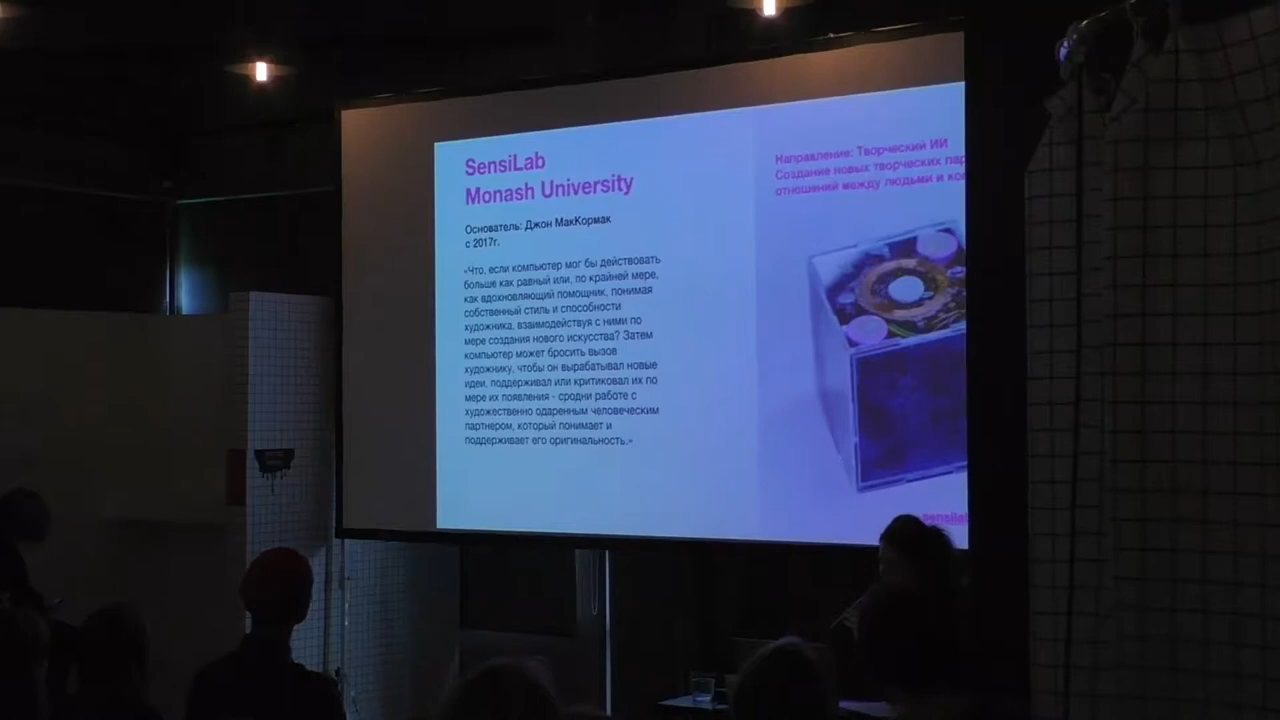 SensiLab
Monash University
Основатель: Джон МакКормак
с 2017г.
«Что, если компьютер мог бы действовать
больше как равный или, по крайней мере,
как вдохновляющий помощник, понимая
собственный стиль и способности
художника, взаимодействуя с ними по
мере создания нового искусства? Затем
компьютер может бросить вызов
художнику, чтобы он вырабатывал новые
идеи, поддерживал или критиковал их по
мере их появления - сродни работе с
художественно одаренным человеческим
партнером, который понимает и
поддерживает его оригинальность.»
Направление: Творческий ИИ
Создание новых творческих пар
отношений между людьми и ко
sensilab